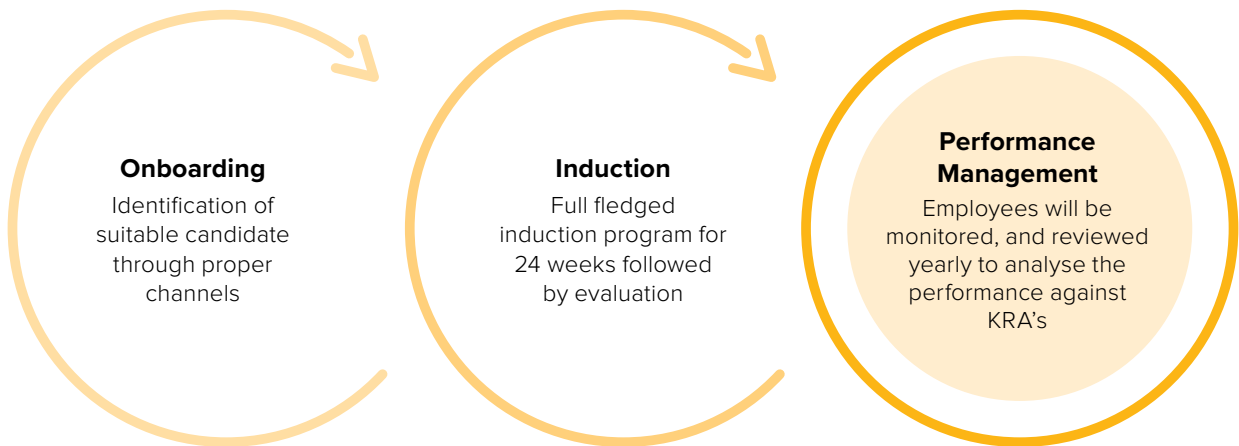 Onboarding
Identification of
suitable candidate
through proper
channels
Induction
Full fledged
induction program for
24 weeks followed
by evaluation
Performance
Management
Employees will be
monitored, and reviewed
yearly to analyse the
performance against
KRA’s